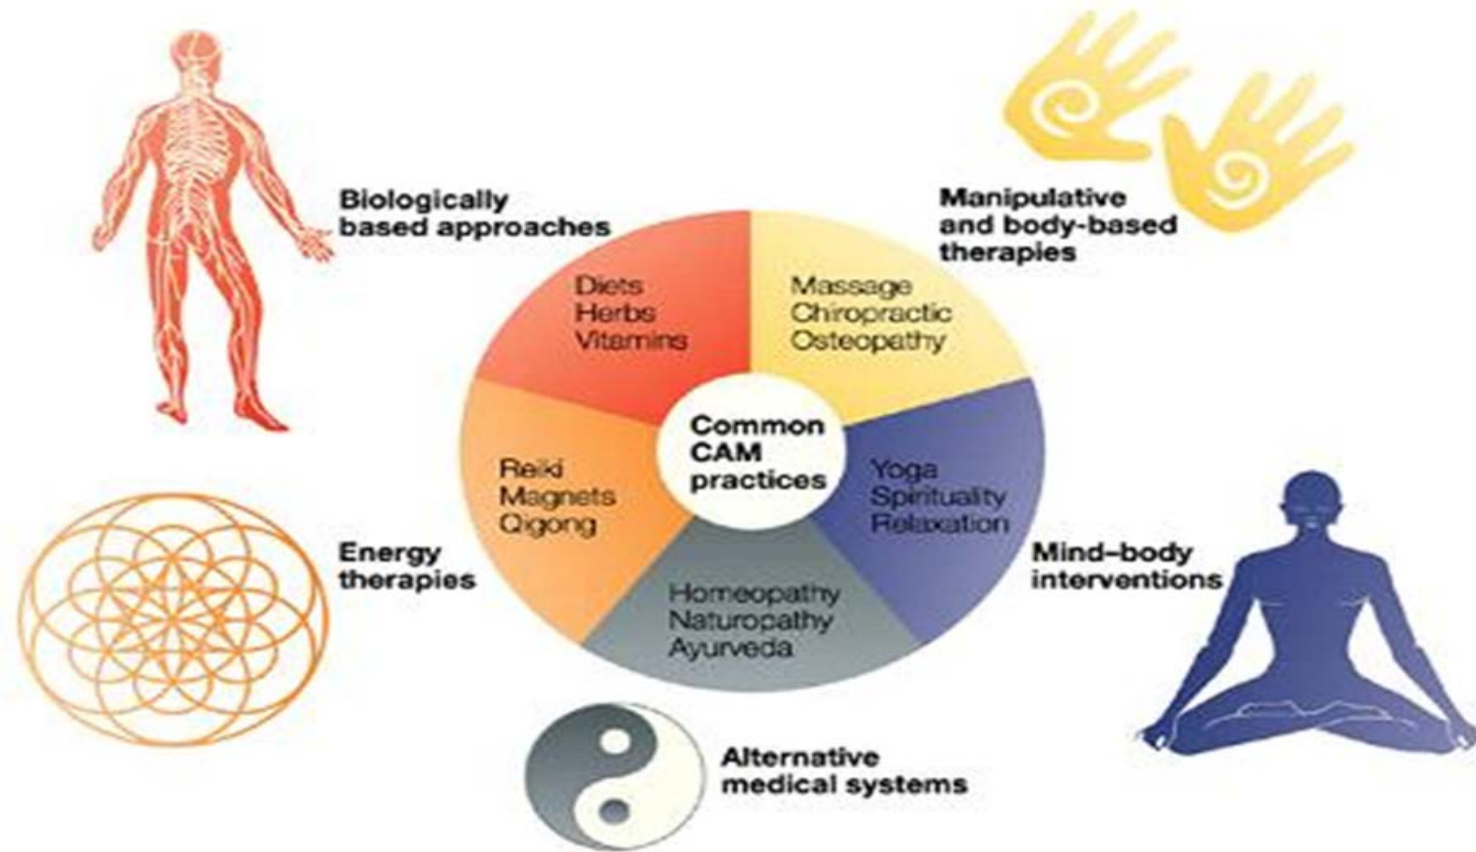 Biologically
based approaches
Manipulative
and body-based
therapies
Diets
Herbs
Vitamins
Massage
Chiropractic
Osteopathy
Common
CAM
practices
Reiki
Magnets
Qigong
Yoga
Spirituality
Relaxation
Energy
therapies
Mind–body
interventions
Homeopathy
Naturopathy
Ayurveda
Alternative
medical systems